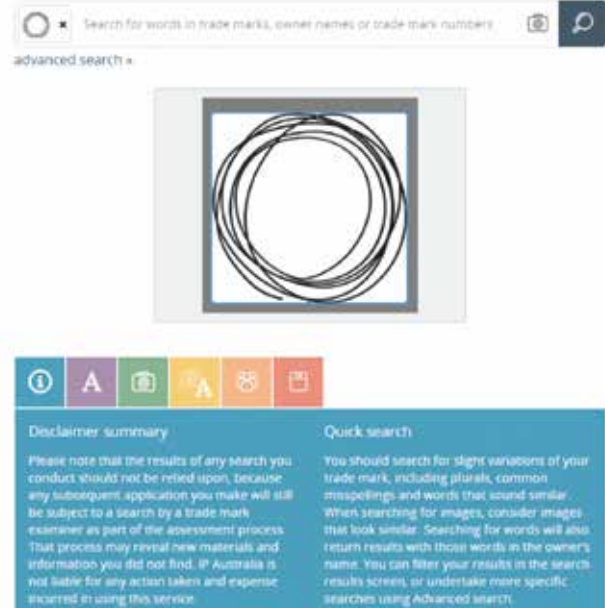 × Search for words in trade marks, owner names or trade mark numbers
advanced search »
A
A
Disclaimer summary
Please note that the results of any search you
conduct should not be relied upon, because
any subsequent application you make will still
be subject to a search by a trade mark
examiner as part of the assessment process.
That process may reveal new materials and
information you did not find. IP Australia is
not liable for any action taken and expense
incurred in using this service.
Quick search
You should search for slight variations of your
trade mark, including plurals, common
misspellings and words that sound similar.
When searching for images, consider images
that look similar. Searching for words will also
return results with those words in the owner's
name. You can filter your results in the search
results screen, or undertake more specific
searches using Advanced search.